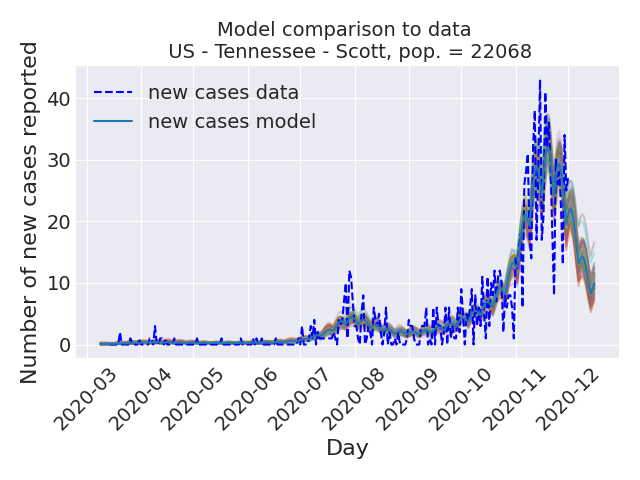 Model comparison to data
US - Tennessee - Scott, pop. = 22068
new cases data
new cases model
Number of new cases reported
40
30
20
10
0
2020-03
2020-04
2020-05
2020-06
2020-07
2020-08
2020-09
2020-10
2020-11
2020-12
Day